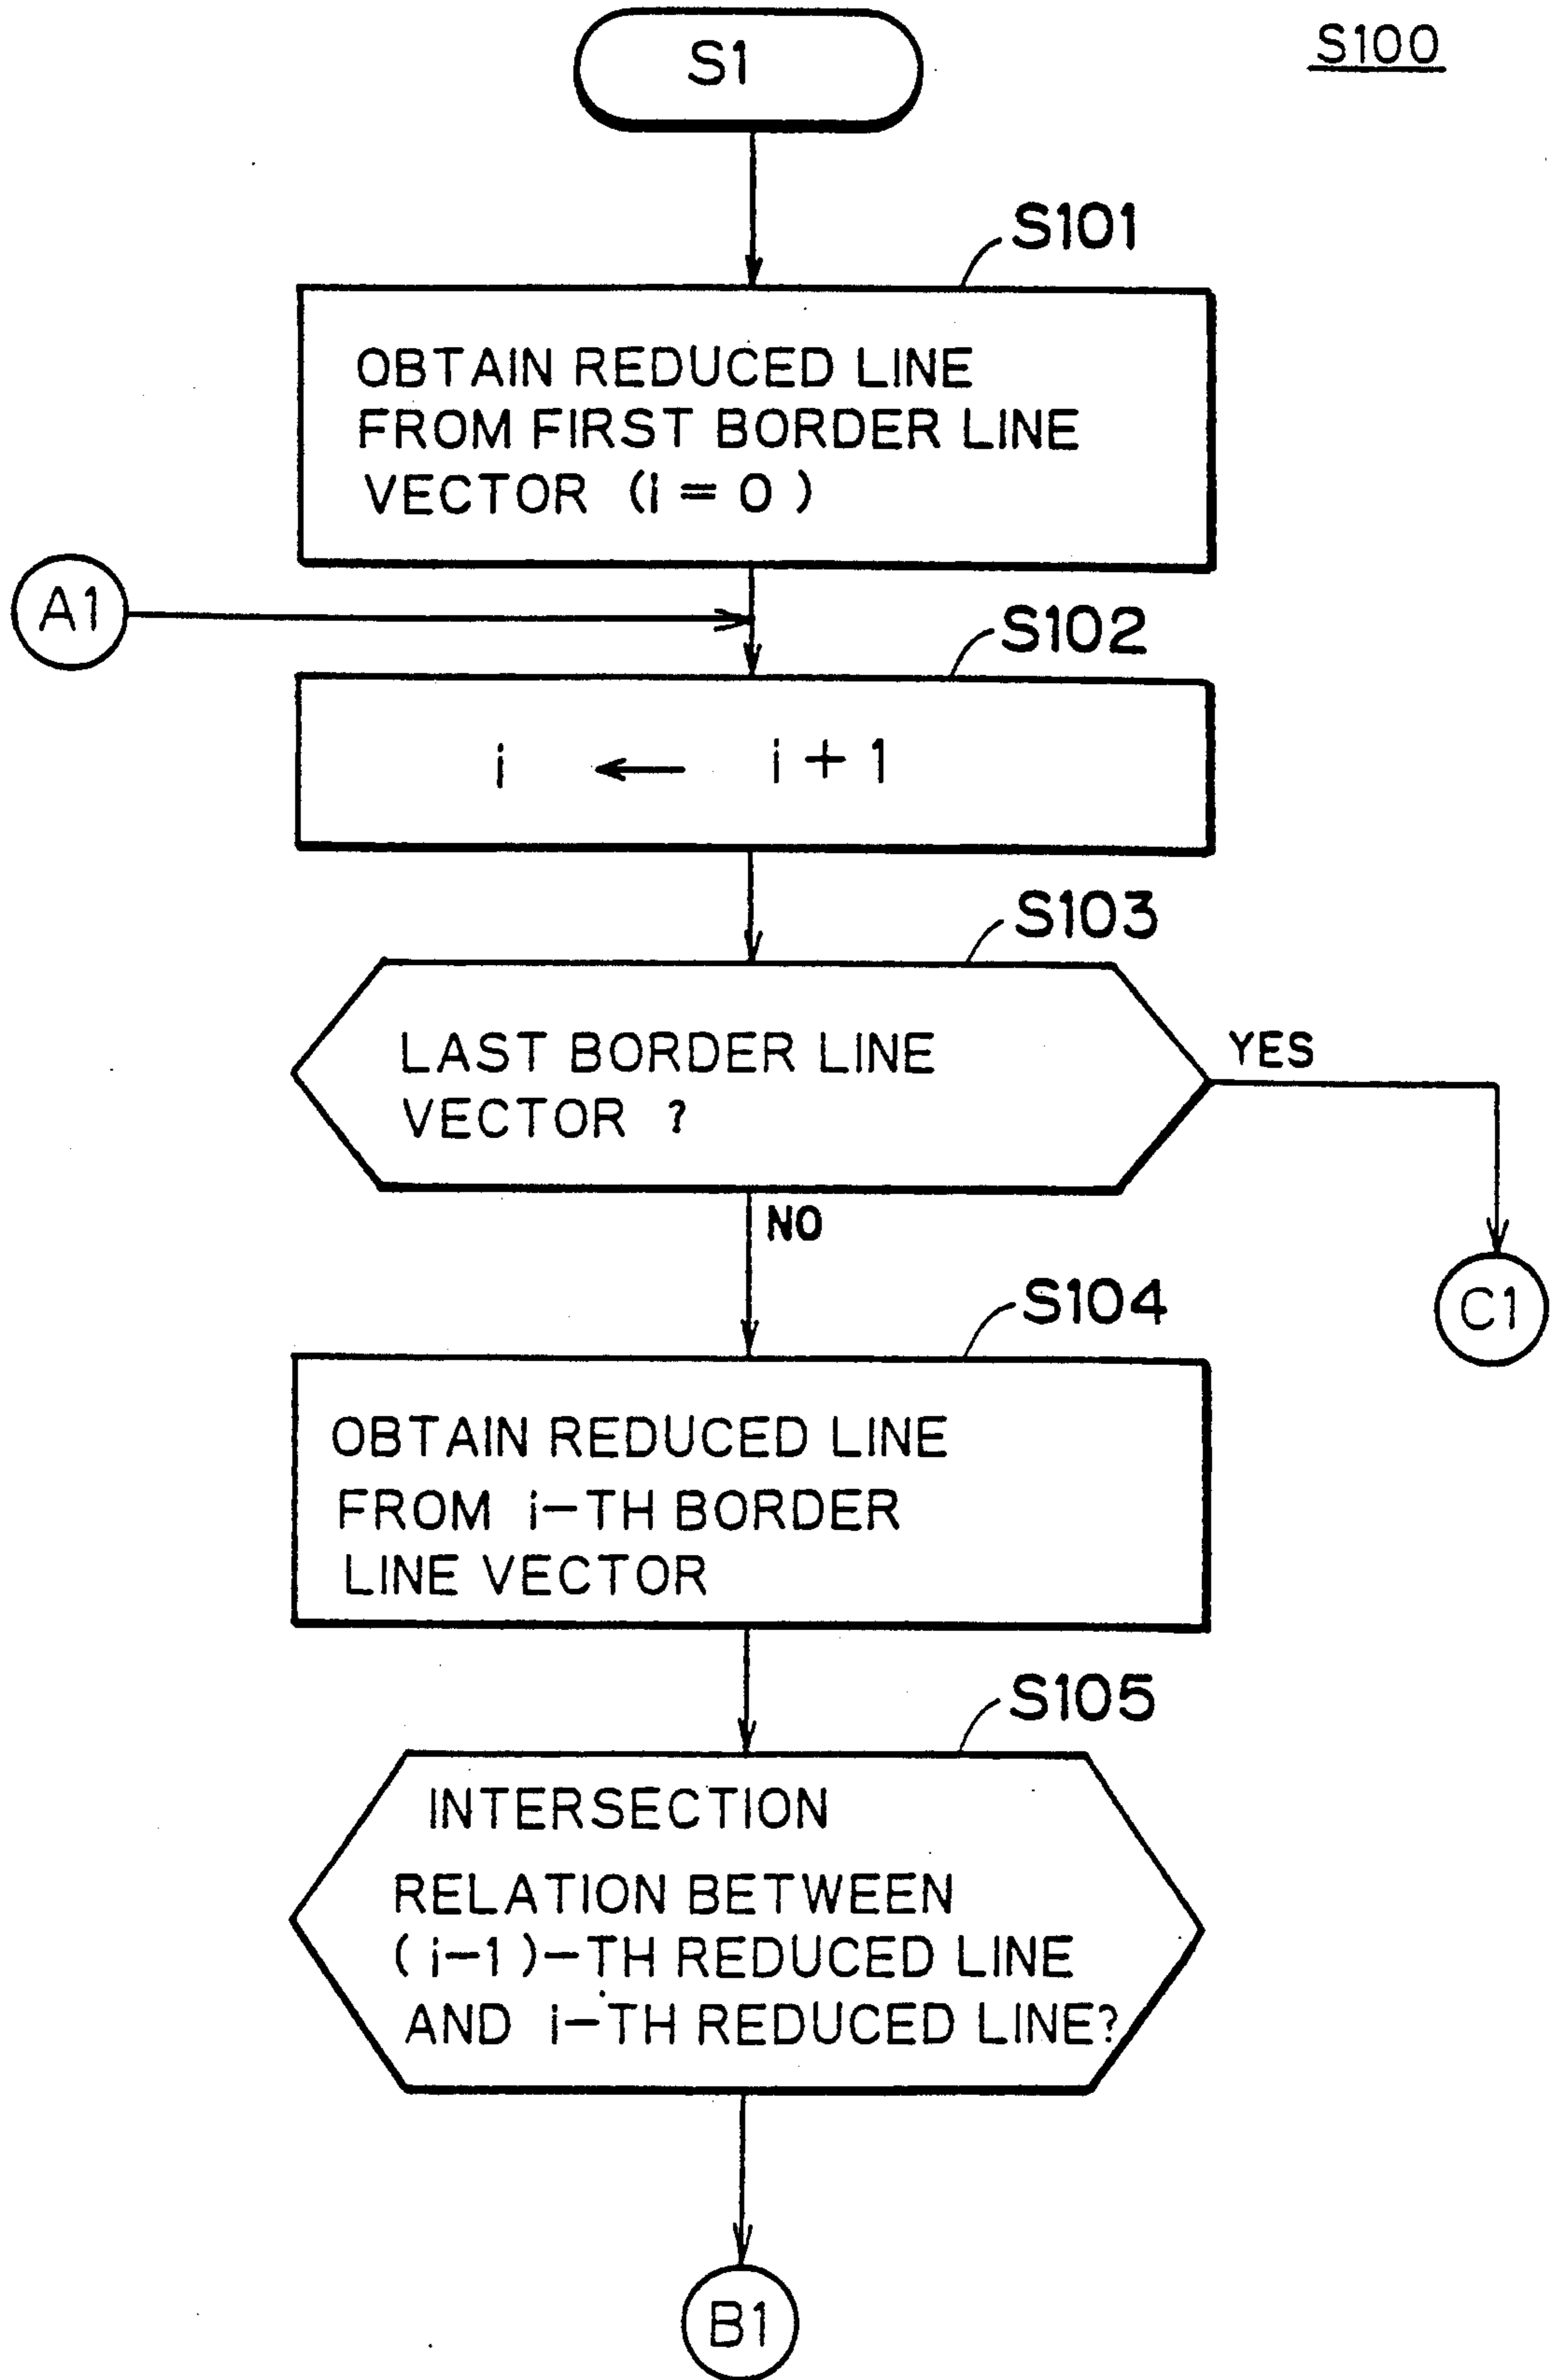 S1
S100
S101
OBTAIN REDUCED LINE
FROM FIRST BORDER LINE
VECTOR (i = 0)
A1
S102
i ← i + 1
S103
LAST BORDER LINE
VECTOR ?
YES
NO
C1
S104
OBTAIN REDUCED LINE
FROM i-TH BORDER
LINE VECTOR
S105
INTERSECTION
RELATION BETWEEN
(i-1)-TH REDUCED LINE
AND i-TH REDUCED LINE?
B1